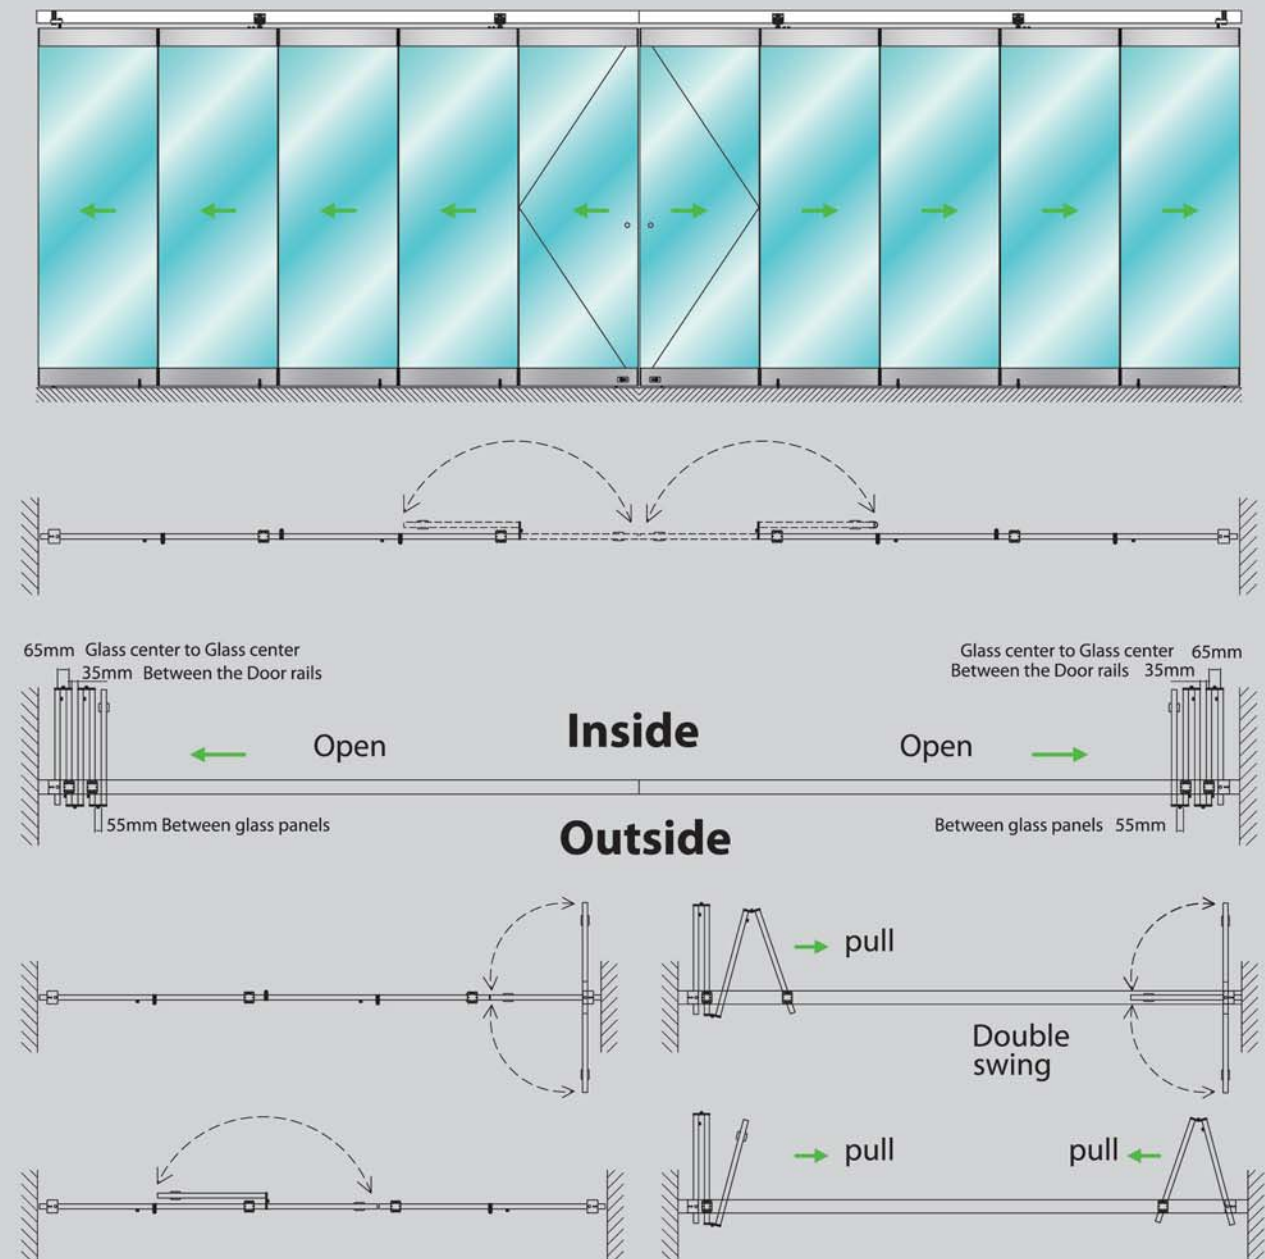 65mm Glass center to Glass center
35mm Between the Door rails
Glass center to Glass center 65mm
Between the Door rails 35mm
Inside
Open
Open
55mm Between glass panels
Between glass panels 55mm
Outside
pull
Double
swing
pull
pull